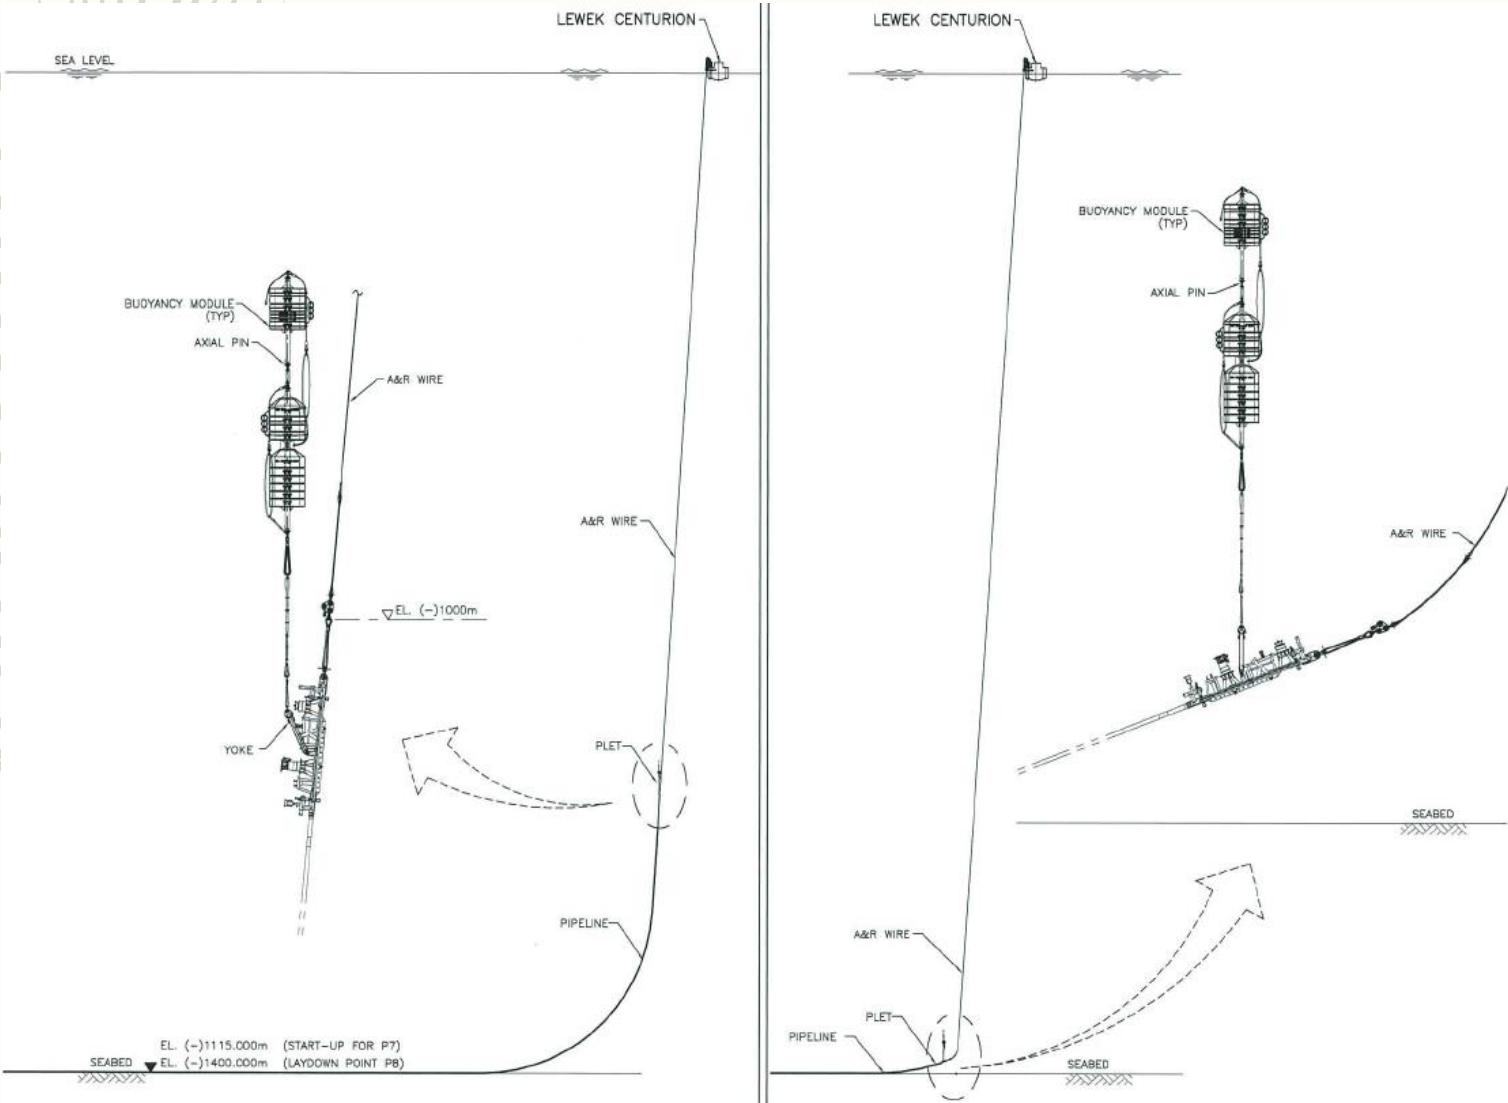 LEWEK CENTURION
SEA LEVEL
BUOYANCY MODULE
(TYP)
AXIAL PIN
A&R WIRE
A&R WIRE
EL. (-)1000m
YOKE
PLET
PIPELINE
EL. (-)1115.000m (START-UP FOR P7)
SEABED EL. (-)1400.000m (LAYDOWN POINT P8)
LEWEK CENTURION
BUOYANCY MODULE
(TYP)
AXIAL PIN
A&R WIRE
SEABED
A&R WIRE
PLET
PIPELINE
SEABED